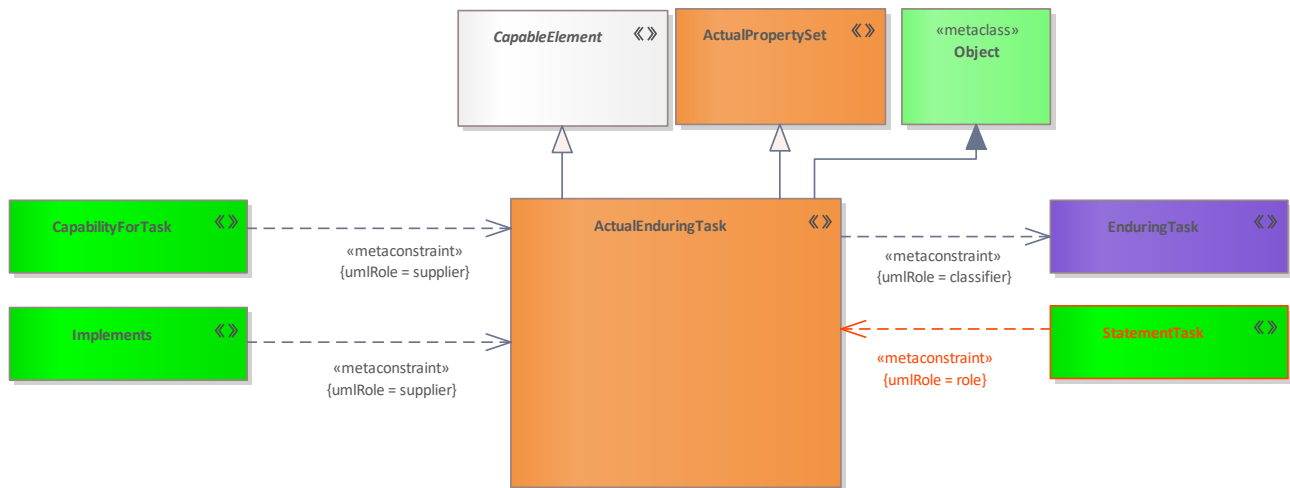 CapableElement
«»
ActualPropertySet
«»
«metaclass»
Object
CapabilityForTask
«»
«metaconstraint»
{umlRole = supplier}
ActualEnduringTask
«»
«metaconstraint»
{umlRole = classifier}
EnduringTask
«»
Implements
«»
«metaconstraint»
{umlRole = supplier}
«metaconstraint»
{umlRole = role}
StatementTask
«»